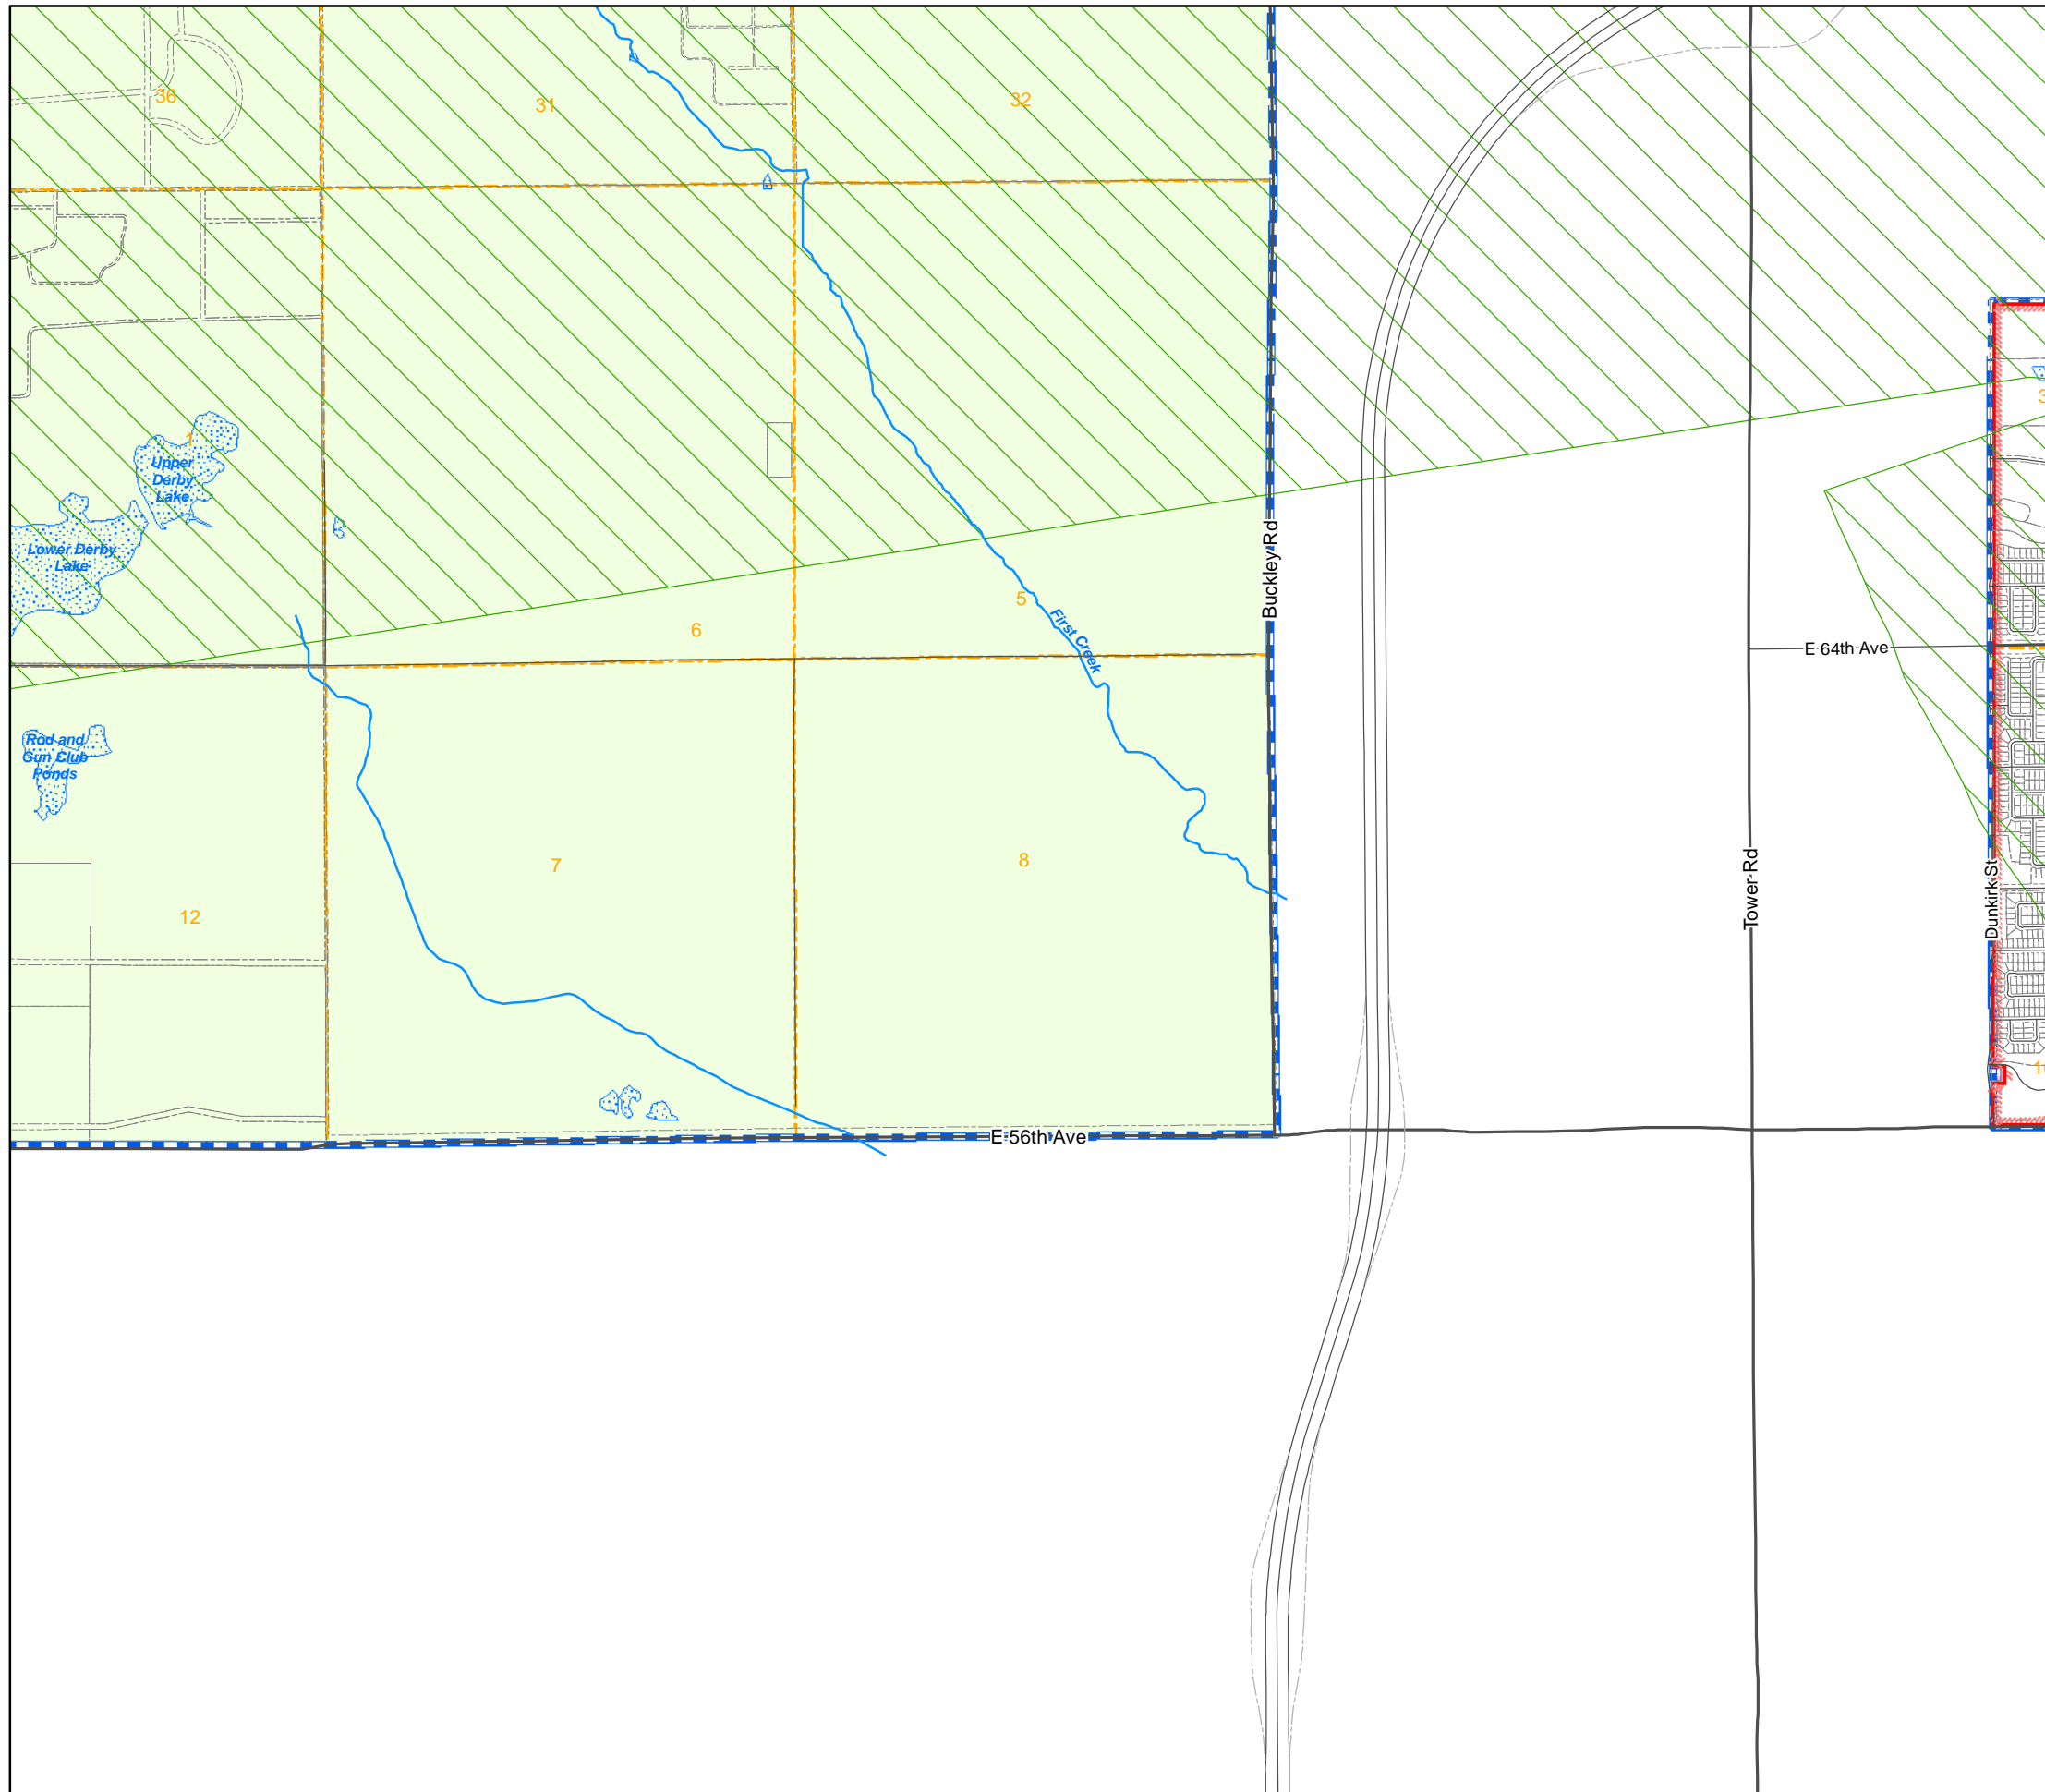 36
31
32
1
Upper
Derby
Lake
Lower Derby
Lake
Buckley Rd
5
First Creek
6
E 64th Ave
Rod and
Gun Club
Ponds
7
8
Tower Rd
Dunkirk St
12
E 56th Ave